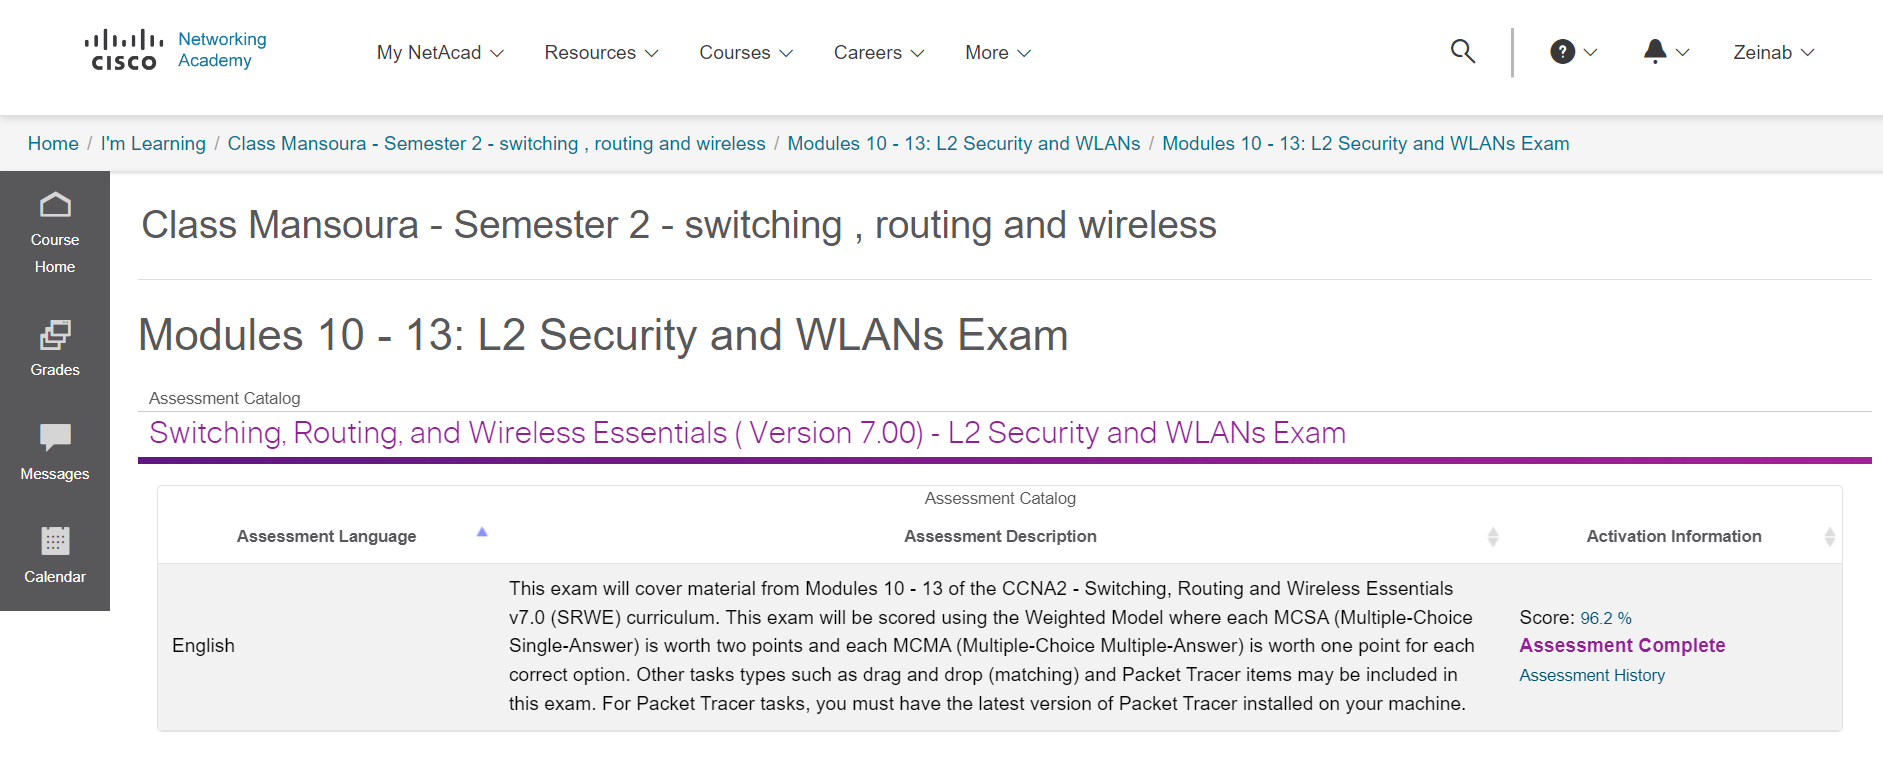 CISCO
Networking
Academy
My NetAcad
Resources
Courses
Careers
More
?
Zeinab
Home / I'm Learning / Class Mansoura - Semester 2 - switching , routing and wireless / Modules 10 - 13: L2 Security and WLANs / Modules 10 - 13: L2 Security and WLANs Exam
Course
Home
Grades
Messages
Calendar
Class Mansoura - Semester 2 - switching , routing and wireless
Modules 10 - 13: L2 Security and WLANs Exam
Assessment Catalog
Switching, Routing, and Wireless Essentials ( Version 7.00) - L2 Security and WLANs Exam
Assessment Catalog
Assessment Language
Assessment Description
Activation Information
English
This exam will cover material from Modules 10 - 13 of the CCNA2 - Switching, Routing and Wireless Essentials
v7.0 (SRWE) curriculum. This exam will be scored using the Weighted Model where each MCSA (Multiple-Choice
Single-Answer) is worth two points and each MCMA (Multiple-Choice Multiple-Answer) is worth one point for each
correct option. Other tasks types such as drag and drop (matching) and Packet Tracer items may be included in
this exam. For Packet Tracer tasks, you must have the latest version of Packet Tracer installed on your machine.
Score: 96.2 %
Assessment Complete
Assessment History